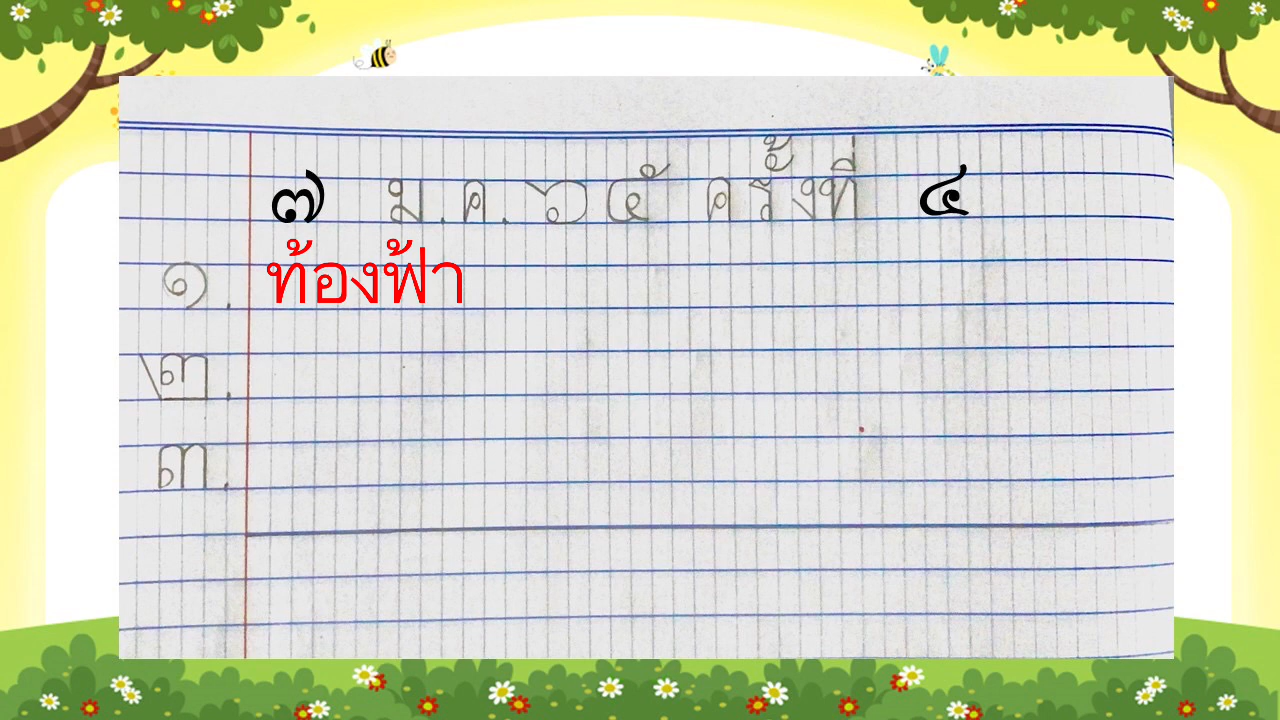 ๗ ม.ค.๖๕ ครั้งที่ ๔
๑. ท้องฟ้า
๒.
๓.